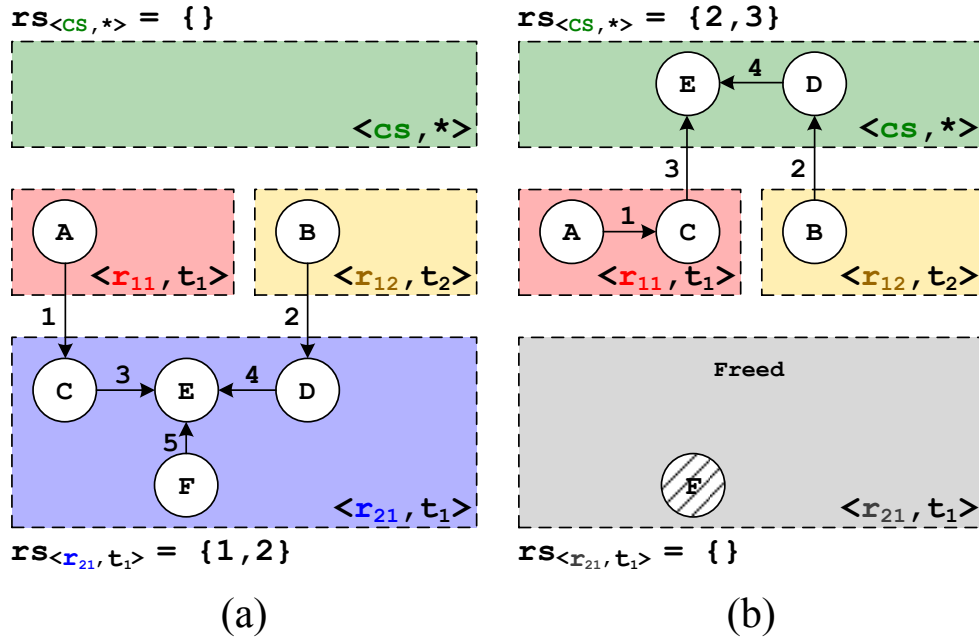 rs<CS,*> = {}
<cs,*>
A
<r11,t1>
B
<r12,t2>
1
2
C
3
E
4
D
5
F
<r21,t1>
rs<r21,t1> = {1,2}
(a)
rs<CS,*> = {2,3}
E
4
D
<cs,*>
3
2
A
1
C
<r11,t1>
B
<r12,t2>
Freed
F
<r21,t1>
rs<r21,t1> = {}
(b)